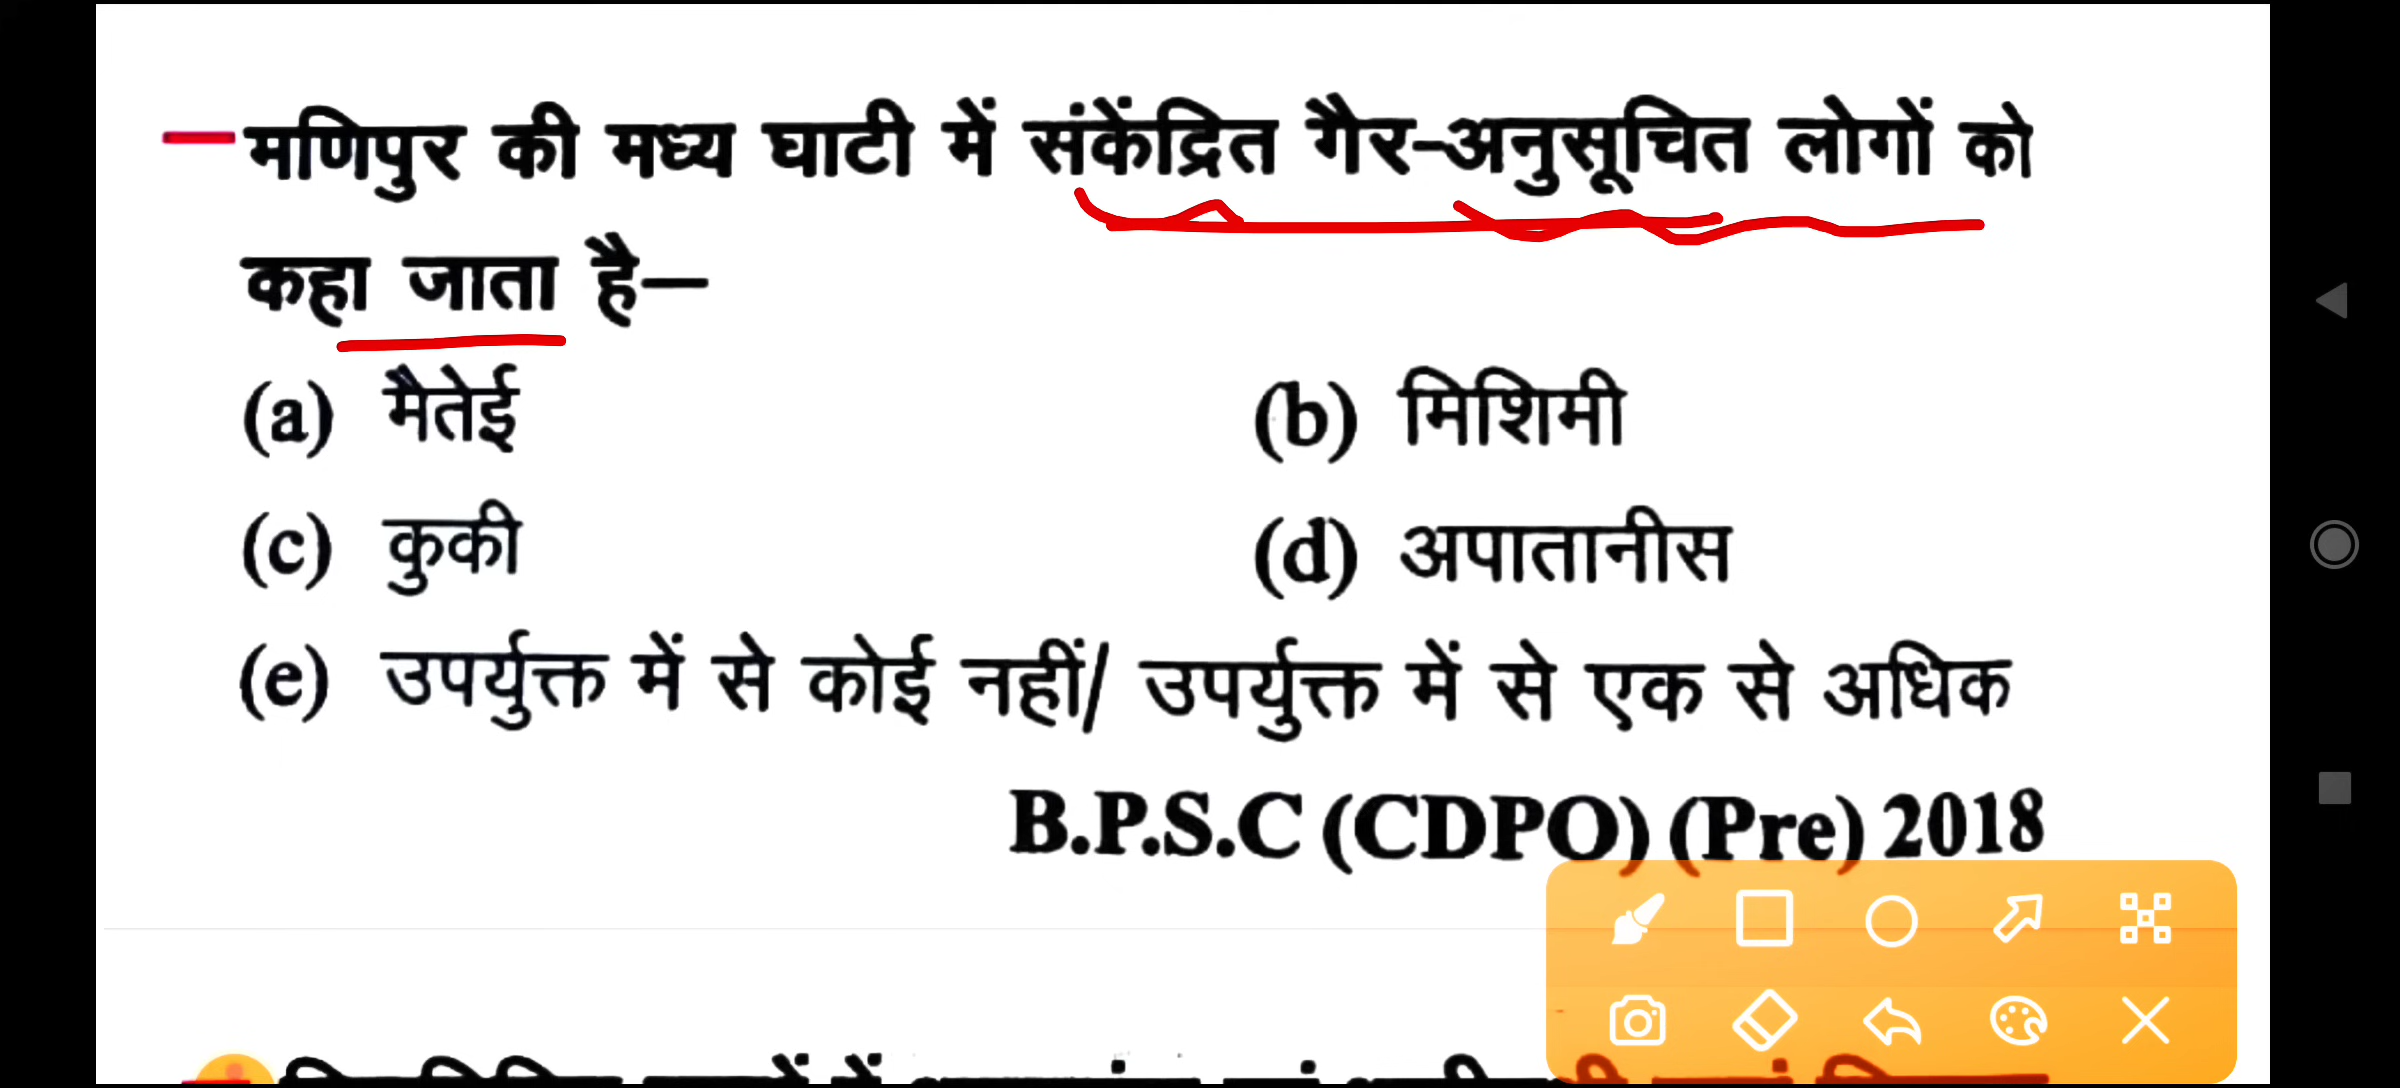 मणिपुर की मध्य घाटी में संकेंद्रित गैर-अनुसूचित लोगों को
कहा जाता है—
(a) मैतेई
(b) मिशिमी
(c) कुकी
(d) अपातानीस
(e) उपर्युक्त में से कोई नहीं/ उपर्युक्त में से एक से अधिक
B.P.S.C (CDPO) (Pre) 2018